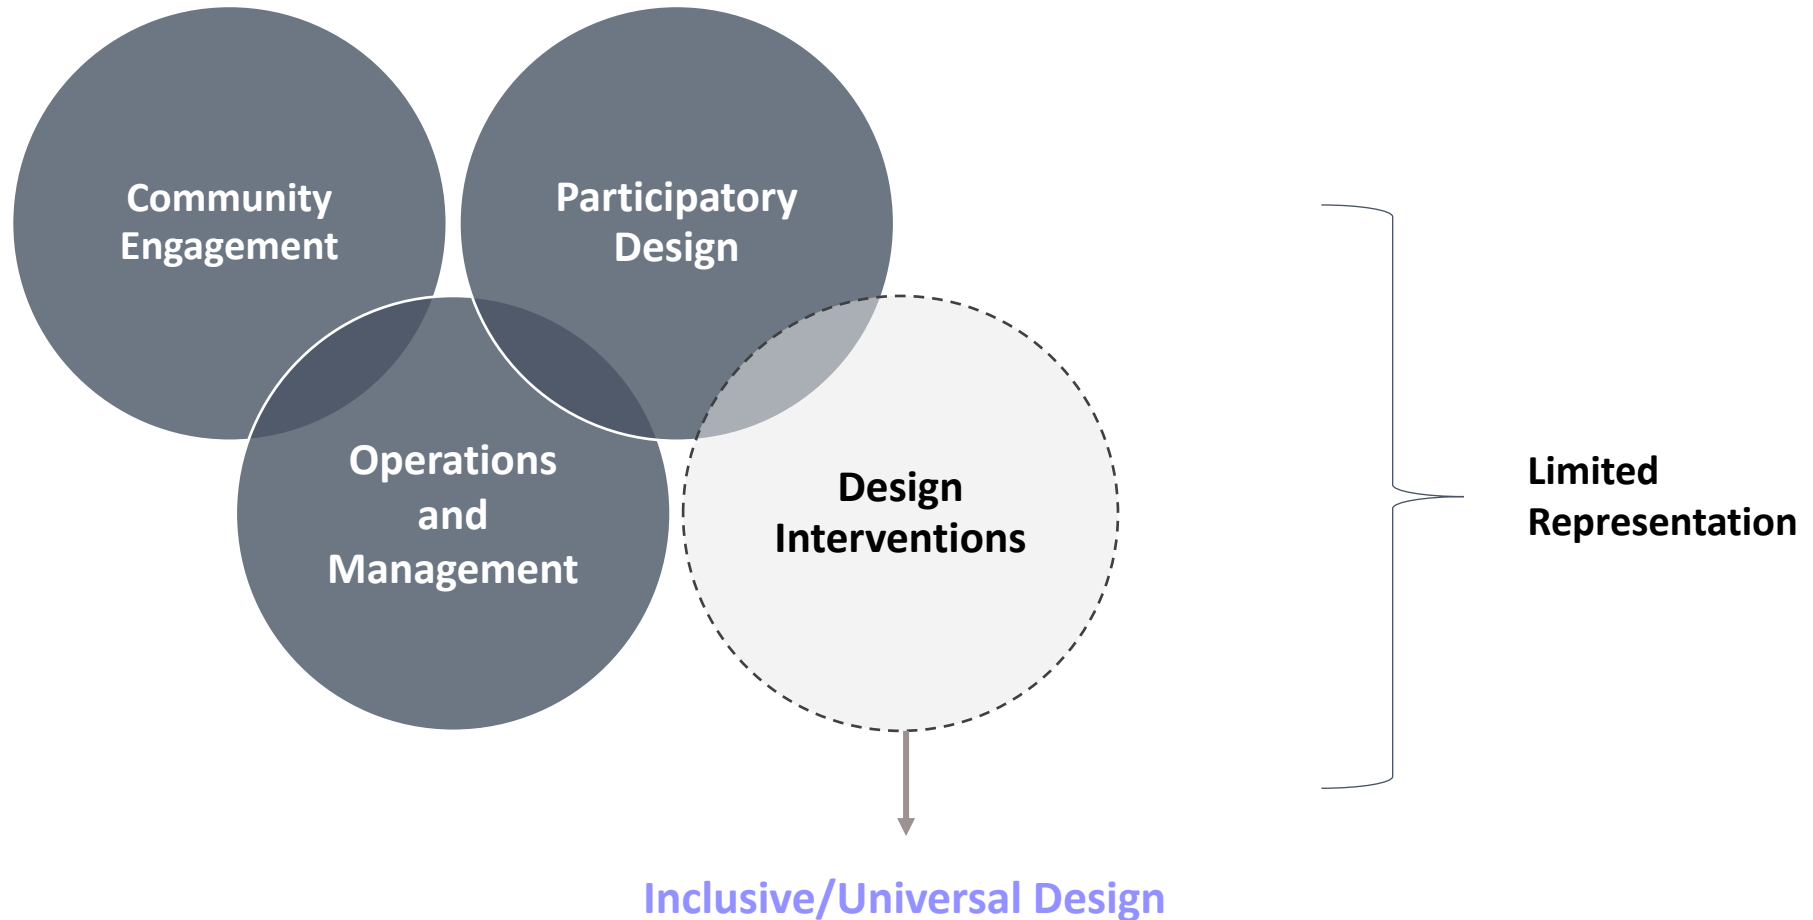 Community
Engagement
Participatory
Design
Operations
and
Management
Design
Interventions
Limited
Representation
Inclusive/Universal Design